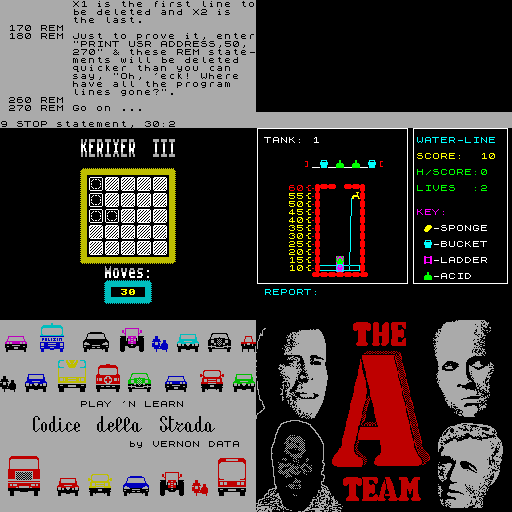 X1 is the first line to
be deleted and X2 is
the last.
170 REM
180 REM Just to prove it, enter
"PRINT USR ADDRESS,50,
270" & these REM state-
ments will be deleted
quicker than you can
say, "Oh, 'eck! Where
have all the program
lines gone?".
260 REM
270 REM Go on ...
9 STOP statement, 30:2
KERIXER III
Moves:
30
TANK: 1
60
55
50
45
40
35
30
25
20
15
10
REPORT:
WATER-LINE
SCORE: 10
H/SCORE:0
LIVES :2
KEY:
-SPONGE
-BUCKET
-LADDER
-ACID
PLAY 'N LEARN
Codice della Strada
by VERNON DATA
THE
A
TEAM